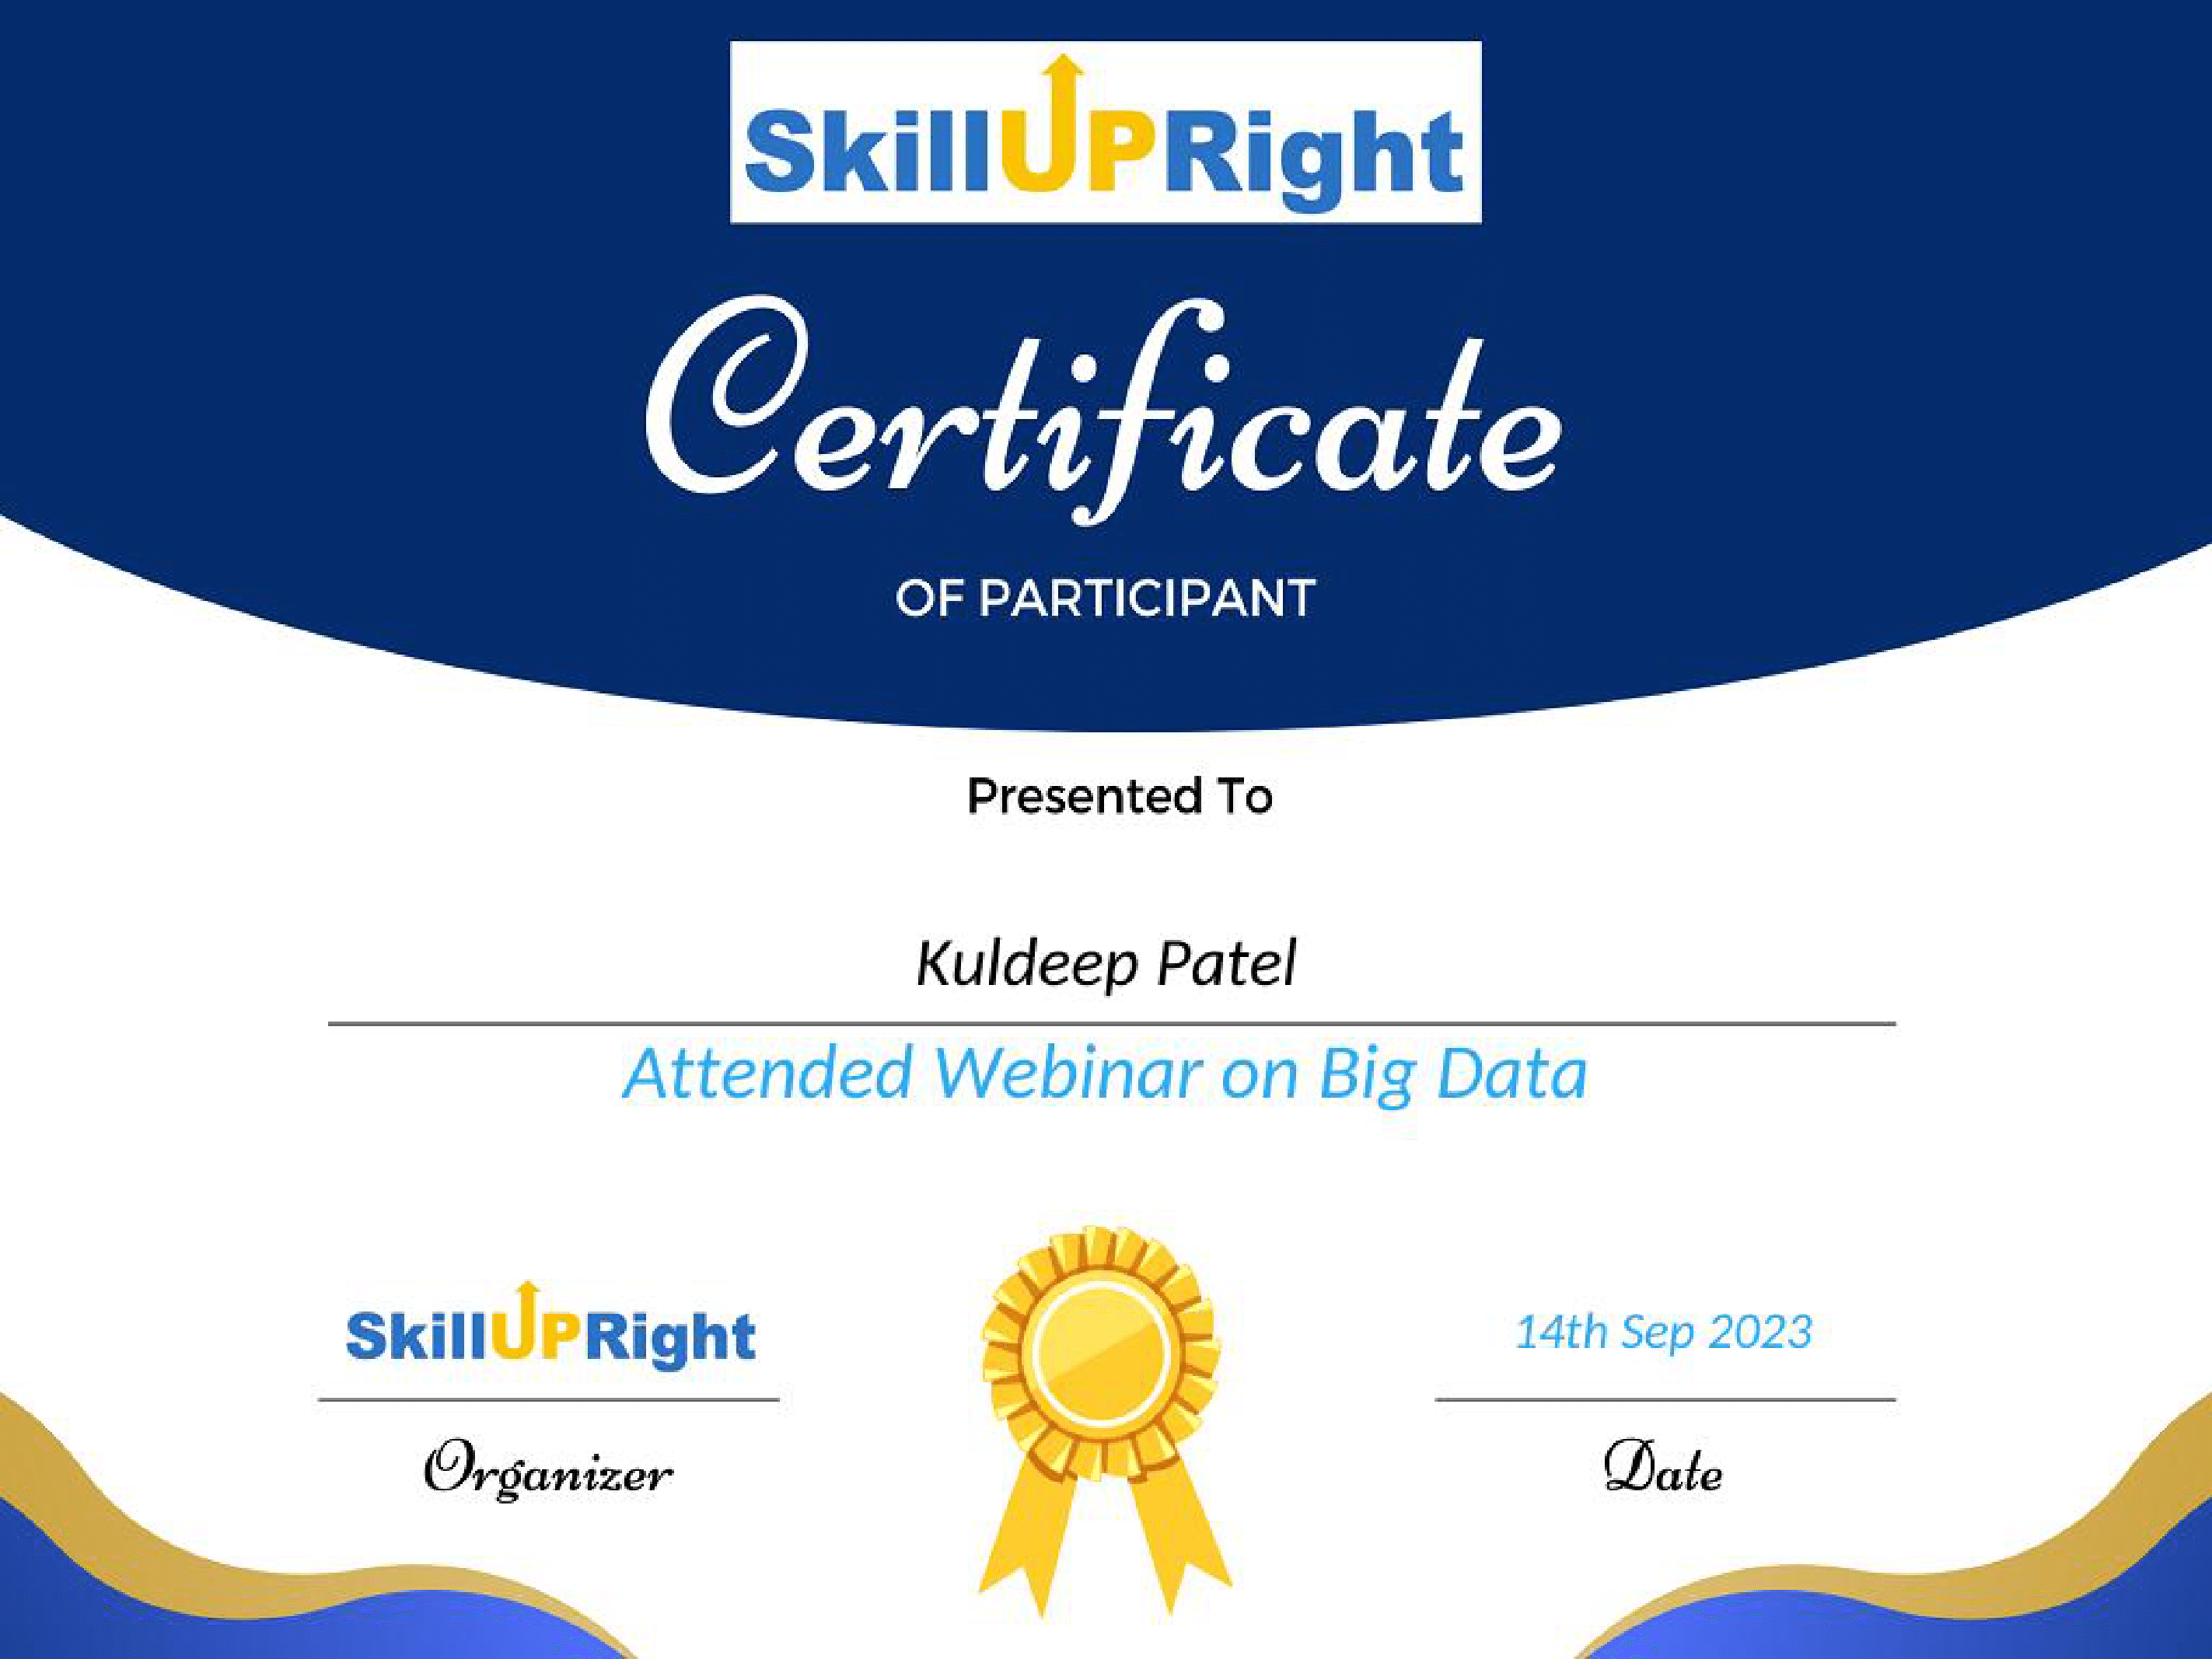 SkillUPRight
Certificate
OF PARTICIPANT
Presented To
Kuldeep Patel
Attended Webinar on Big Data
SkillUPRight
14th Sep 2023
Organizer
Date